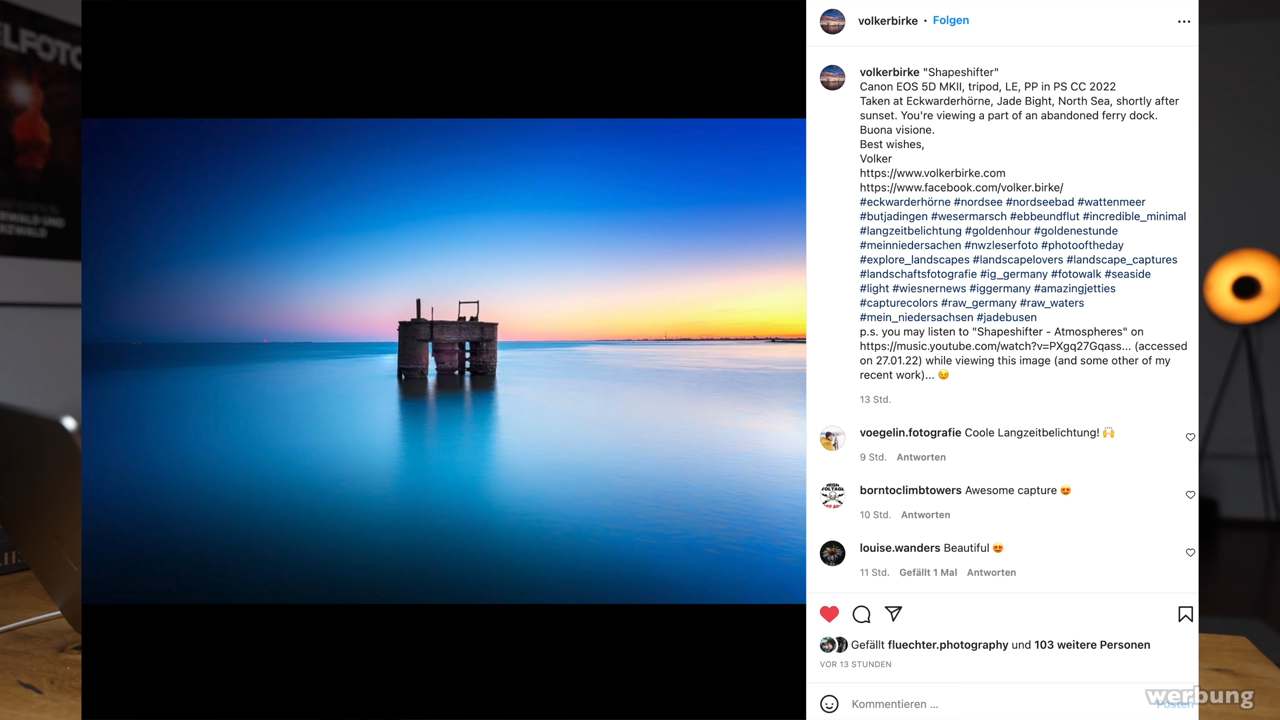 ELFOTO
volkerbirke • Folgen
volkerbirke "Shapeshifter"
Canon EOS 5D MKII, tripod, LE, PP in PS CC 2022
Taken at Eckwarderhörne, Jade Bight, North Sea, shortly after
sunset. You're viewing a part of an abandoned ferry dock.
Buona visione.
Best wishes,
Volker
https://www.volkerbirke.com
https://www.facebook.com/volker.birke/
#eckwarderhörne #nordsee #nordseebad #wattenmeer
#butjadingen #wesermarsch #ebbeundflut #incredible_minimal
#langzeitbelichtung #goldenhour #goldenestunde
#meinniedersachen #nwzleserfoto #photooftheday
#explore_landscapes #landscapelovers #landscape_captures
#landschaftsfotografie #ig_germany #fotowalk #seaside
#light #wiesnernews #iggermany #amazingjetties
#capturecolors #raw_germany #raw_waters
#mein_niedersachsen #jadebusen
p.s. you may listen to "Shapeshifter - Atmospheres" on
https://music.youtube.com/watch?v=PXgq27Gqass... (accessed
on 27.01.22) while viewing this image (and some other of my
recent work)... 😉
13 Std.
voegelin.fotografie Coole Langzeitbelichtung! 🙌
9 Std. Antworten
borntoclimbtowers Awesome capture 😍
10 Std. Antworten
louise.wanders Beautiful 😍
11 Std. Gefällt 1 Mal Antworten
Gefällt fluechter.photography und 103 weitere Personen
VOR 13 STUNDEN
Kommentieren ...
Posten
werbung